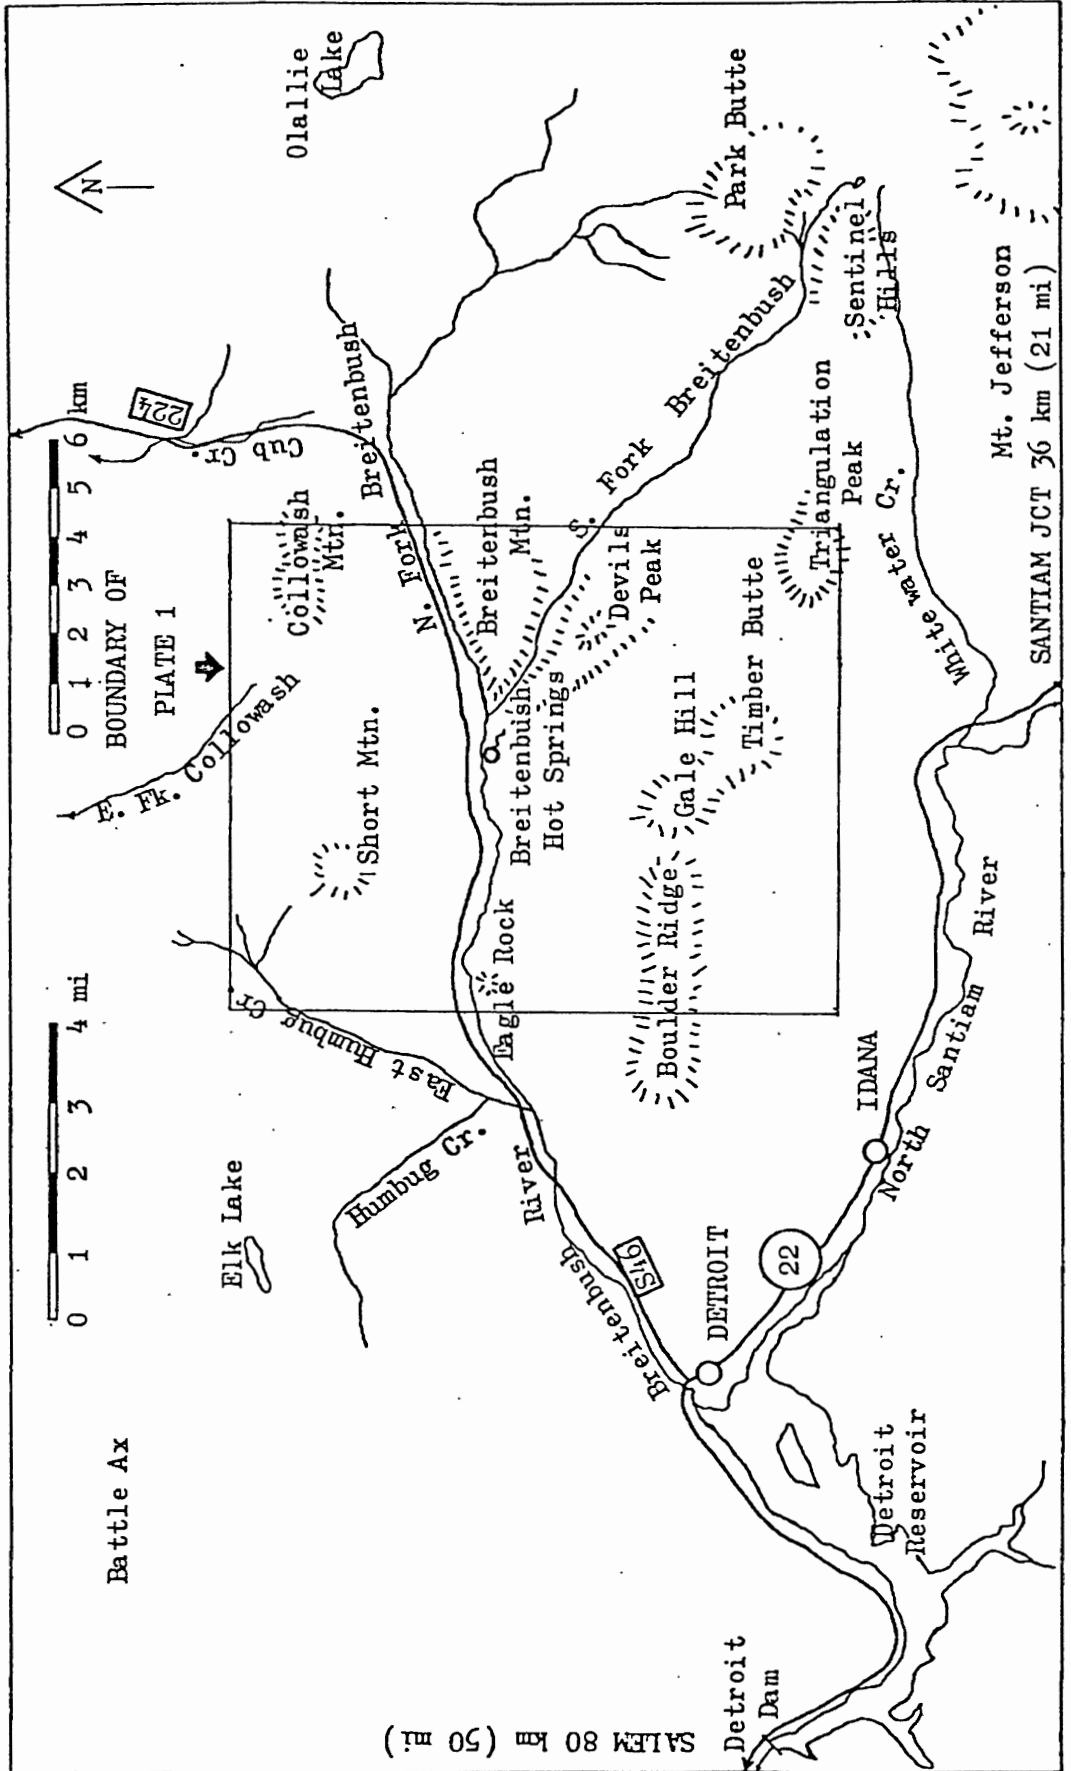 Battle Ax
Elk Lake
0 1 2 3 4 mi
0 1 2 3 4 5 6 km
BOUNDARY OF
PLATE 1
N
Olallie
Lake
224
Cub Cr.
E. Fk. Collowash
Collowash
Mtn.
Short Mtn.
East Humbug Cr
Humbug Cr.
N. Fork Breitenbush
Breitenbush
Mtn.
S. Fork Breitenbush
Devils
Peak
Breitenbush
Hot Springs
Eagle Rock
Breitenbush River
S46
Boulder Ridge
Gale Hill
Timber Butte
Triangulation
Peak
Park Butte
Sentinel
Hills
Whitewater Cr.
Mt. Jefferson
SANTIAM JCT 36 km (21 mi)
DETROIT
22
IDANA
North Santiam River
Detroit
Reservoir
Detroit
Dam
SALEM 80 km (50 mi)